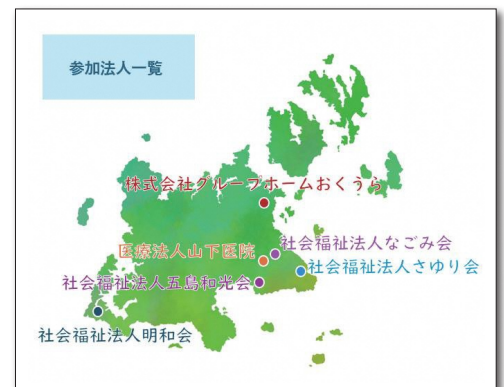 参加法人一覧
株式会社グループホームおくうら
社会福祉法人なごみ会
医療法人山下医院
社会福祉法人さゆり会
社会福祉法人五島和光会
社会福祉法人明和会